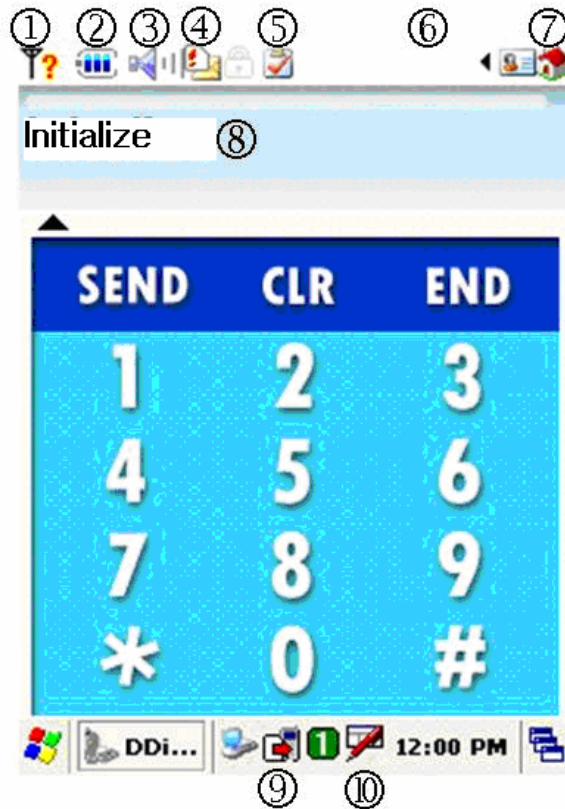 ① ② ③ ④ ⑤ ⑥ ⑦
?
Initialize ⑧
SEND CLR END
1 2 3
4 5 6
7 8 9
* 0 #
DDi... 1 12:00 PM
⑨ ⑩